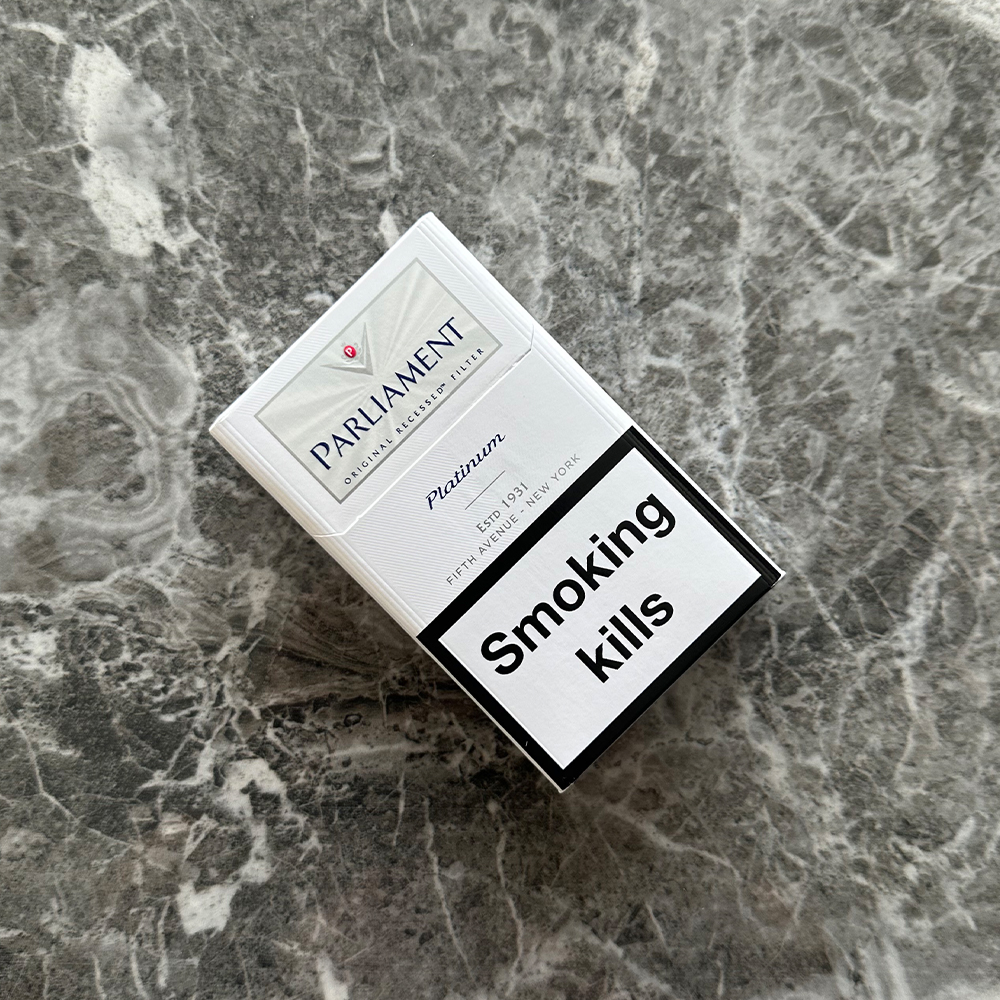 P
PARLIAMENT
ORIGINAL RECESSED™ FILTER
Platinum
ESTD 1931
FIFTH AVENUE - NEW YORK
Smoking
kills